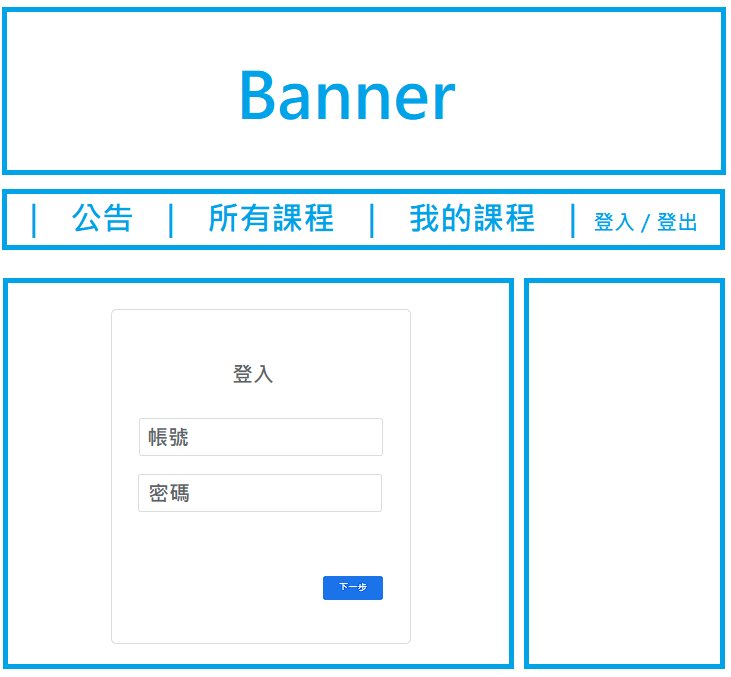 Banner
| 公告 | 所有課程 | 我的課程 | 登入 / 登出
登入
帳號
密碼
下一步